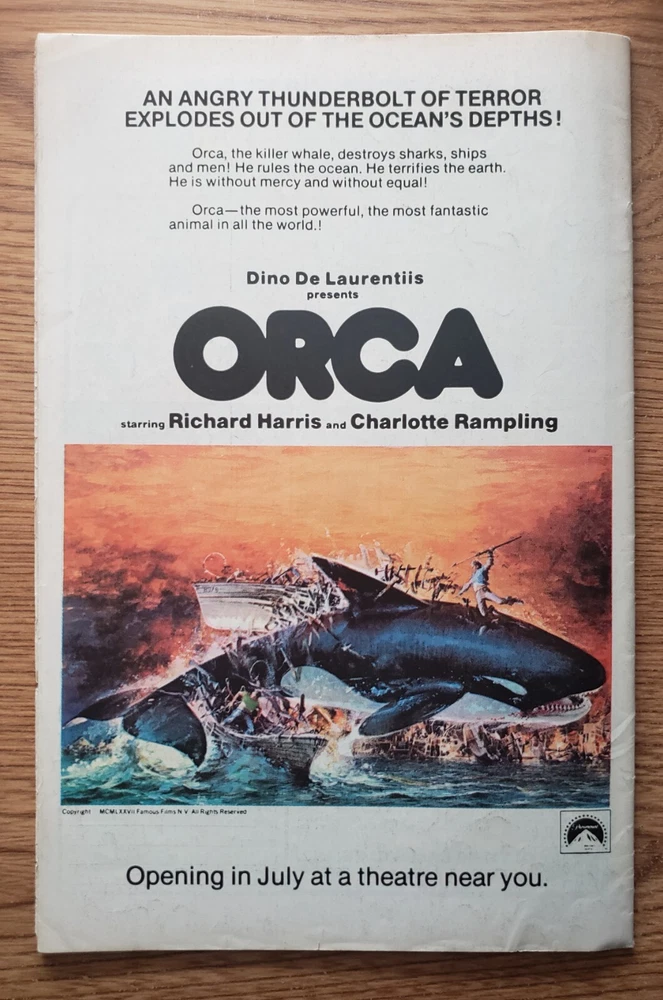 AN ANGRY THUNDERBOLT OF TERROR
EXPLODES OUT OF THE OCEAN'S DEPTHS!
Orca, the killer whale, destroys sharks, ships
and men! He rules the ocean. He terrifies the earth.
He is without mercy and without equal!
Orca—the most powerful, the most fantastic
animal in all the world.!
Dino De Laurentiis
presents
ORCA
starring Richard Harris and Charlotte Rampling
Copyright MCMLXXVII Famous Films N.V. All Rights Reserved
Paramount
Opening in July at a theatre near you.